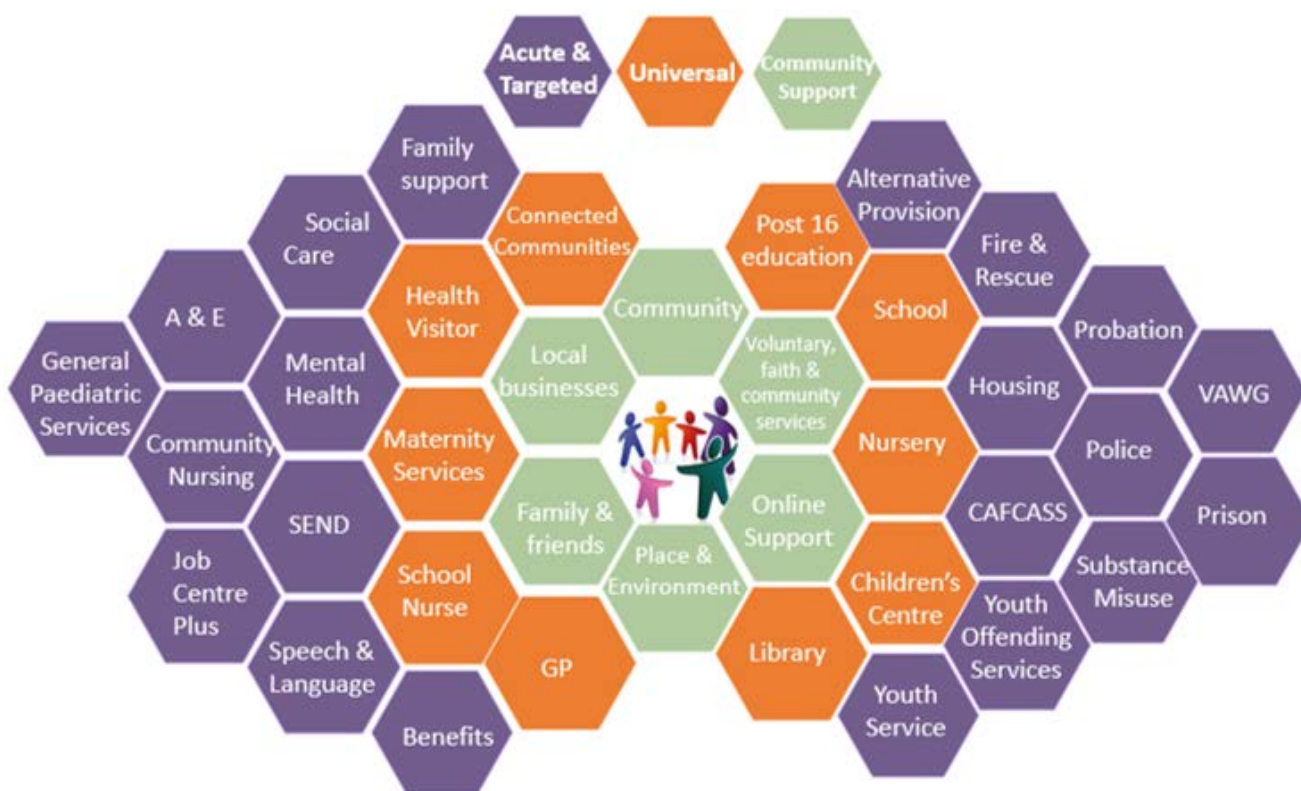 Acute &
Targeted
Universal
Community
Support
Family
support
Social
Care
A & E
General
Paediatric
Services
Mental
Health
Community
Nursing
SEND
Job
Centre
Plus
Speech &
Language
Benefits
Connected
Communities
Health
Visitor
Maternity
Services
School
Nurse
GP
Community
Local
businesses
Family &
friends
Place &
Environment
Voluntary,
faith &
community
services
Online
Support
Post 16
education
School
Nursery
Children's
Centre
Library
Alternative
Provision
Fire &
Rescue
Housing
CAFCASS
Youth
Offending
Services
Youth
Service
Probation
Police
Substance
Misuse
VAWG
Prison